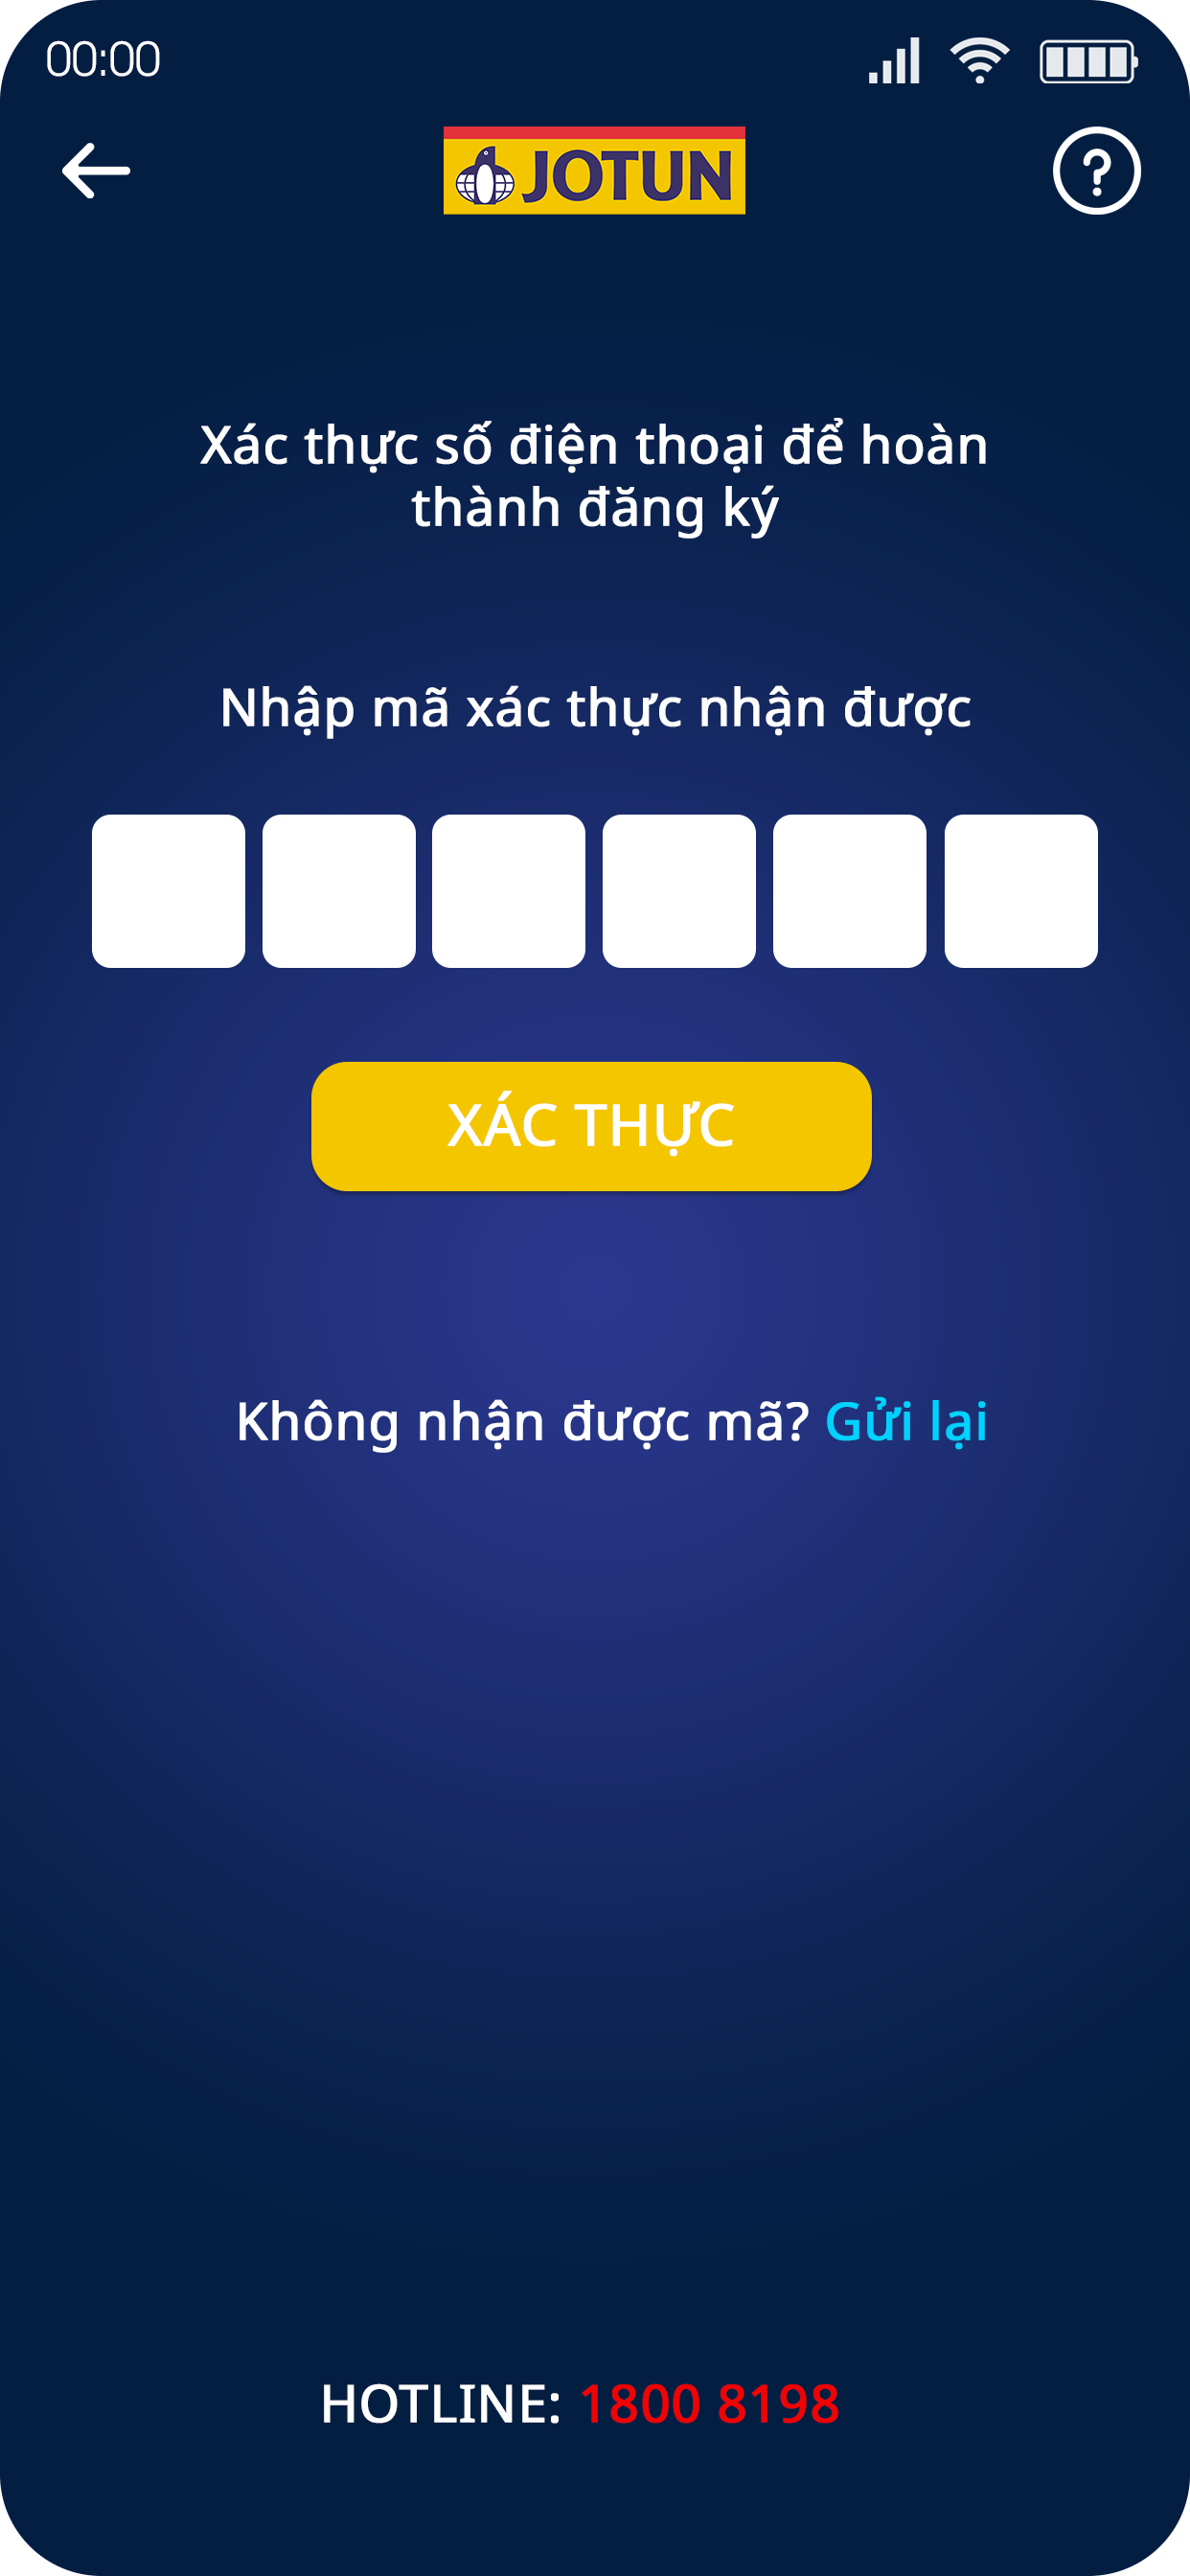 00:00
JOTUN
?
Xác thực số điện thoại để hoàn
thành đăng ký
Nhập mã xác thực nhận được
XÁC THỰC
Không nhận được mã? Gửi lại
HOTLINE: 1800 8198